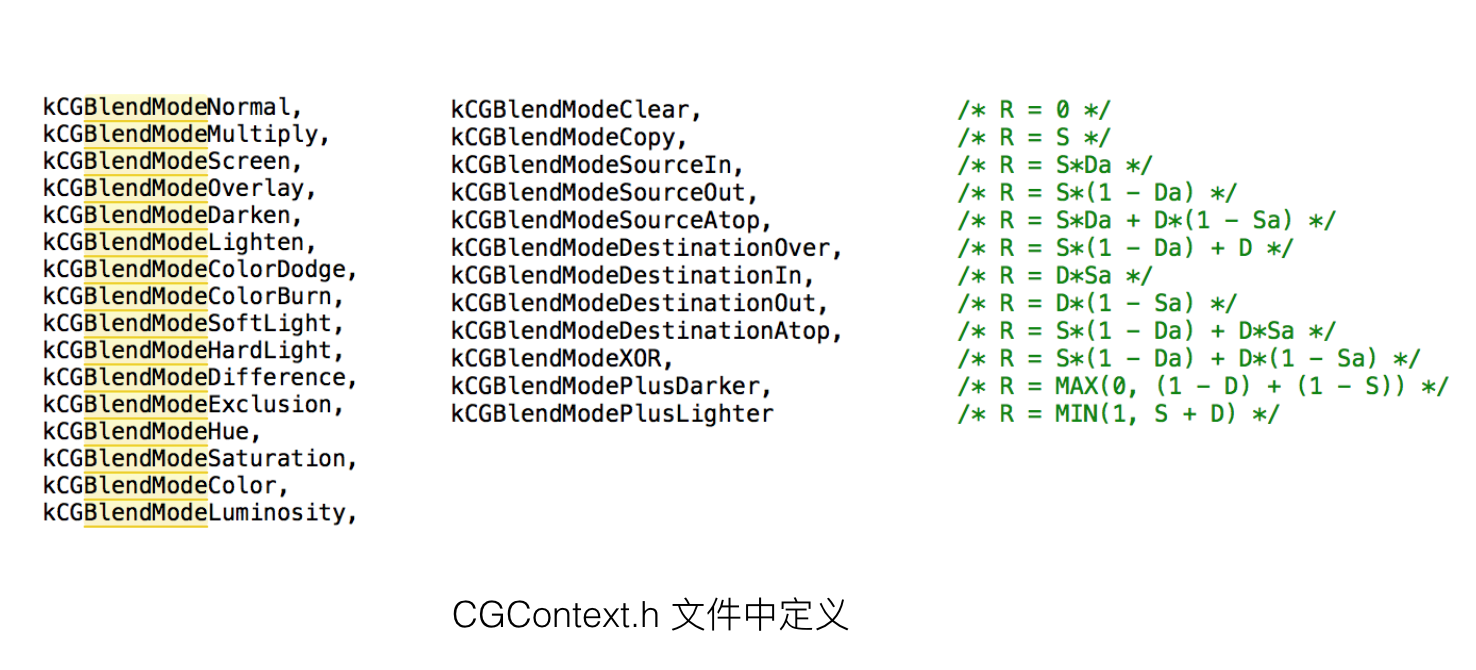 kCGBlendModeNormal,
kCGBlendModeMultiply,
kCGBlendModeScreen,
kCGBlendModeOverlay,
kCGBlendModeDarken,
kCGBlendModeLighten,
kCGBlendModeColorDodge,
kCGBlendModeColorBurn,
kCGBlendModeSoftLight,
kCGBlendModeHardLight,
kCGBlendModeDifference,
kCGBlendModeExclusion,
kCGBlendModeHue,
kCGBlendModeSaturation,
kCGBlendModeColor,
kCGBlendModeLuminosity,
kCGBlendModeClear, /* R = 0 */
kCGBlendModeCopy, /* R = S */
kCGBlendModeSourceIn, /* R = S*Da */
kCGBlendModeSourceOut, /* R = S*(1 - Da) */
kCGBlendModeSourceAtop, /* R = S*Da + D*(1 - Sa) */
kCGBlendModeDestinationOver, /* R = S*(1 - Da) + D */
kCGBlendModeDestinationIn, /* R = D*Sa */
kCGBlendModeDestinationOut, /* R = D*(1 - Sa) */
kCGBlendModeDestinationAtop, /* R = S*(1 - Da) + D*Sa */
kCGBlendModeXOR, /* R = S*(1 - Da) + D*(1 - Sa) */
kCGBlendModePlusDarker, /* R = MAX(0, (1 - D) + (1 - S)) */
kCGBlendModePlusLighter /* R = MIN(1, S + D) */
CGContext.h 文件中定义